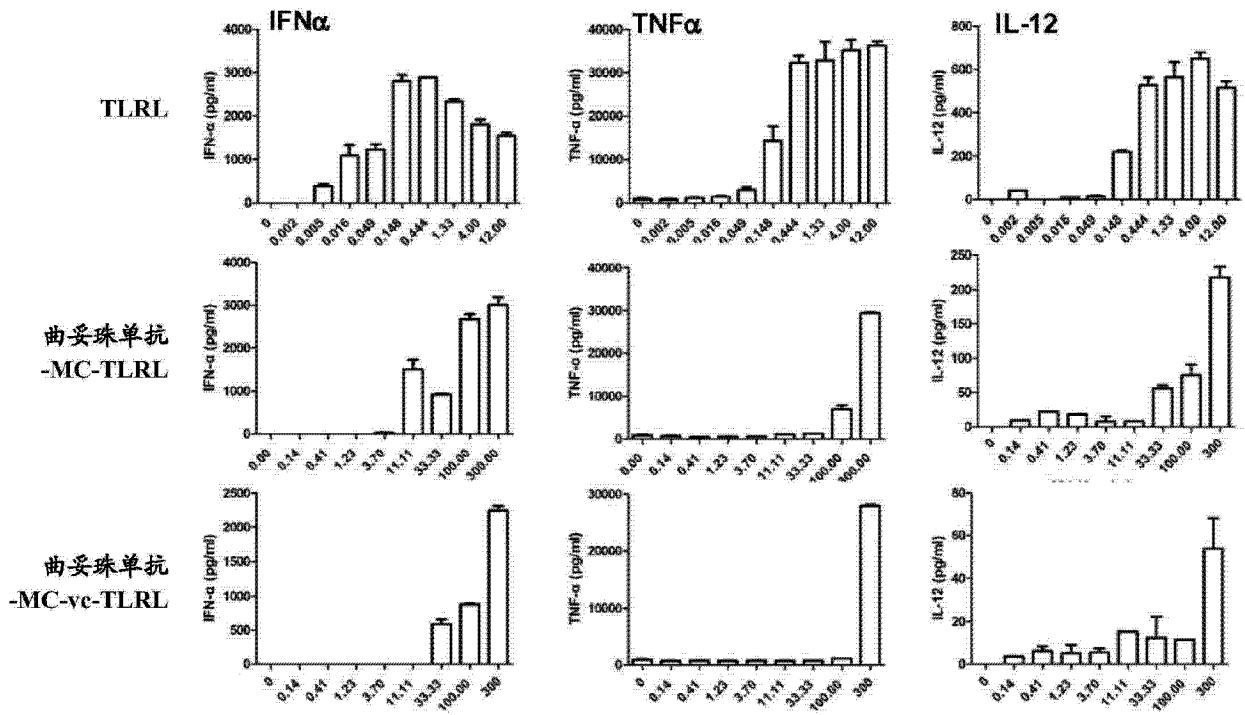 IFNα
TNFα
IL-12
TLRL
IFN-α (pg/ml)
4000
3000
2000
1000
0
0 0.002 0.005 0.016 0.049 0.148 0.444 1.33 4.00 12.00
TNF-α (pg/ml)
40000
30000
20000
10000
0
0 0.002 0.005 0.016 0.049 0.148 0.444 1.33 4.00 12.00
IL-12 (pg/ml)
800
600
400
200
0
0 0.002 0.005 0.016 0.049 0.148 0.444 1.33 4.00 12.00
曲妥珠单抗
-MC-TLRL
IFN-α (pg/ml)
4000
3000
2000
1000
0
0.00 0.14 0.41 1.23 3.70 11.11 33.33 100.00 300.00
TNF-α (pg/ml)
40000
30000
20000
10000
0
0.00 0.14 0.41 1.23 3.70 11.11 33.33 100.00 300.00
IL-12 (pg/ml)
250
200
150
100
50
0
0 0.14 0.41 1.23 3.70 11.11 33.33 100.00 300
曲妥珠单抗
-MC-vc-TLRL
IFN-α (pg/ml)
2500
2000
1500
1000
500
0
0 0.14 0.41 1.23 3.70 11.11 33.33 100.00 300
TNF-α (pg/ml)
30000
20000
10000
0
0 0.14 0.41 1.23 3.70 11.11 33.33 100.00 300
IL-12 (pg/ml)
80
60
40
20
0
0 0.14 0.41 1.23 3.70 11.11 33.33 100.00 300